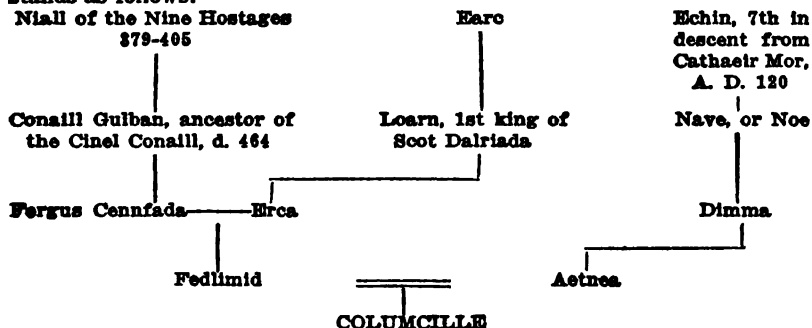 Niall of the Nine Hostages
379-405
Earc
Echin, 7th in
descent from
Cathaeir Mor,
A. D. 120
Conaill Gulban, ancestor of
the Cinel Conaill, d. 464
Loarn, 1st king of
Scot Dalriada
Nave, or Noe
Fergus Cennfada
Erca
Dimma
Fedlimid
Aetnea
COLUMCILLE